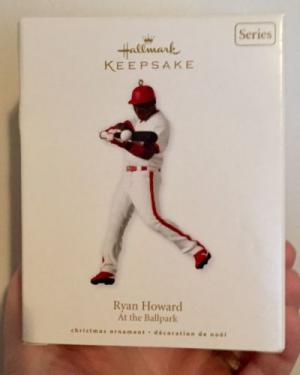 Series
Hallmark
KEEPSAKE
Ryan Howard
At the Ballpark
christmas ornament • décoration de noël